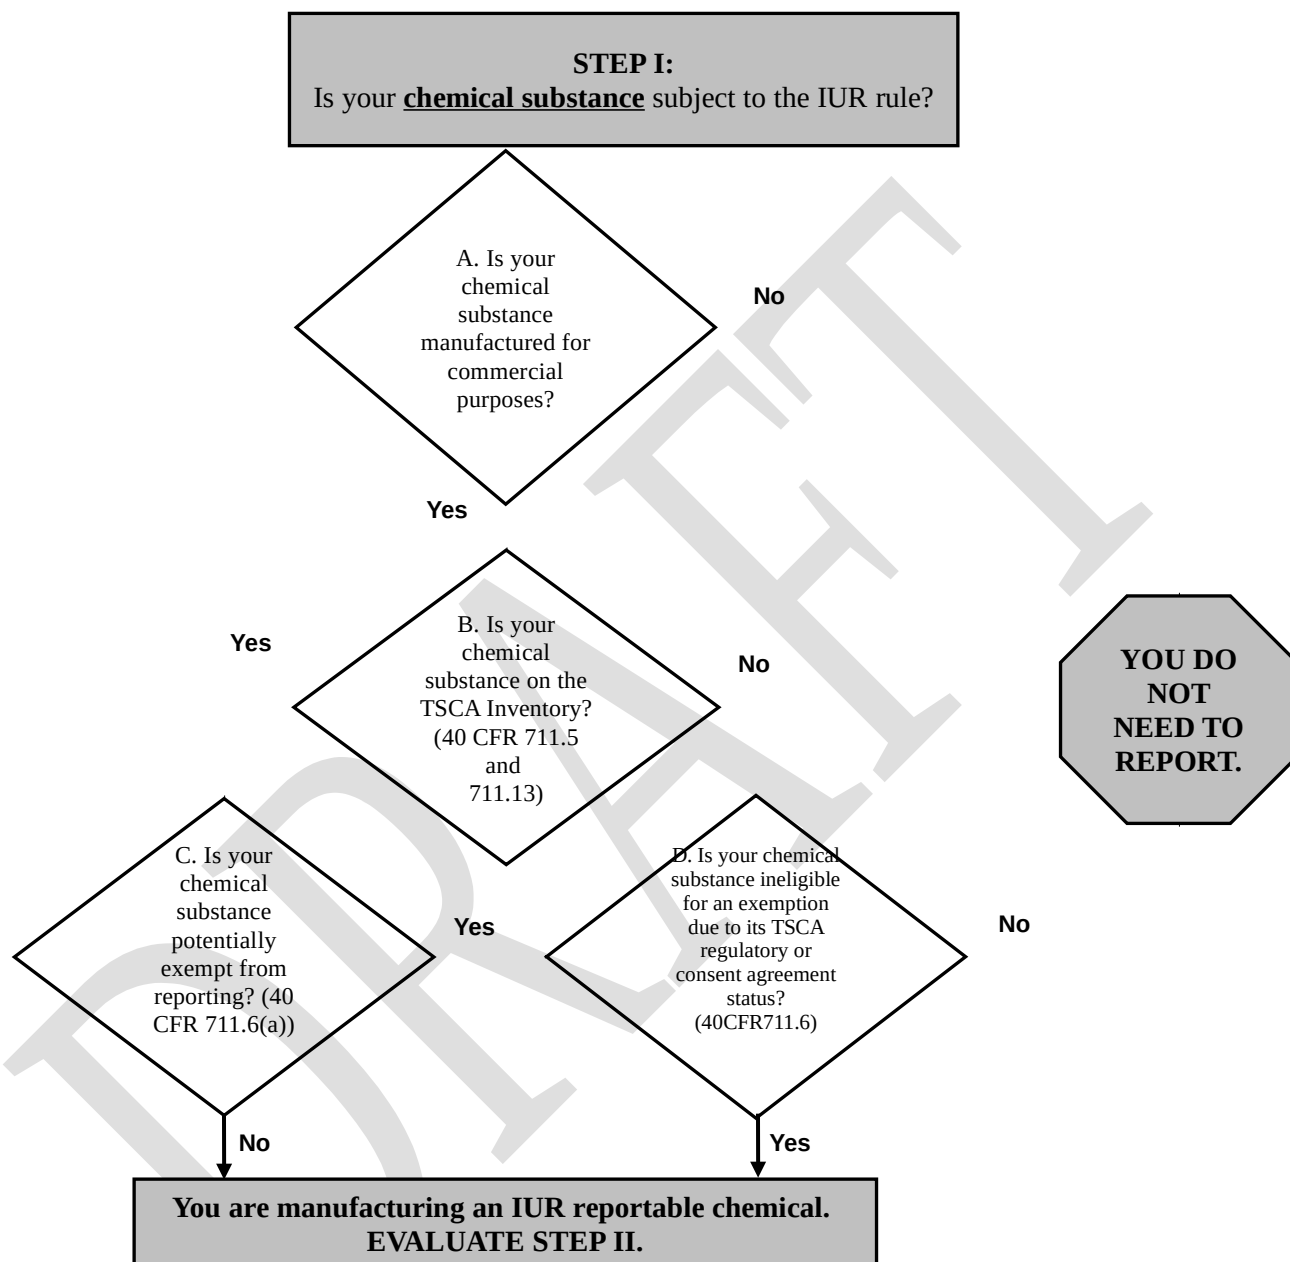 STEP I:
Is your chemical substance subject to the IUR rule?
A. Is your
chemical
substance
manufactured for
commercial
purposes?
No
Yes
B. Is your
chemical
substance on the
TSCA Inventory?
(40 CFR 711.5
and
711.13)
Yes
No
YOU DO
NOT
NEED TO
REPORT.
C. Is your
chemical
substance
potentially
exempt from
reporting? (40
CFR 711.6(a))
Yes
D. Is your chemical
substance ineligible
for an exemption
due to its TSCA
regulatory or
consent agreement
status?
(40CFR711.6)
No
No
Yes
You are manufacturing an IUR reportable chemical.
EVALUATE STEP II.
DRAFT